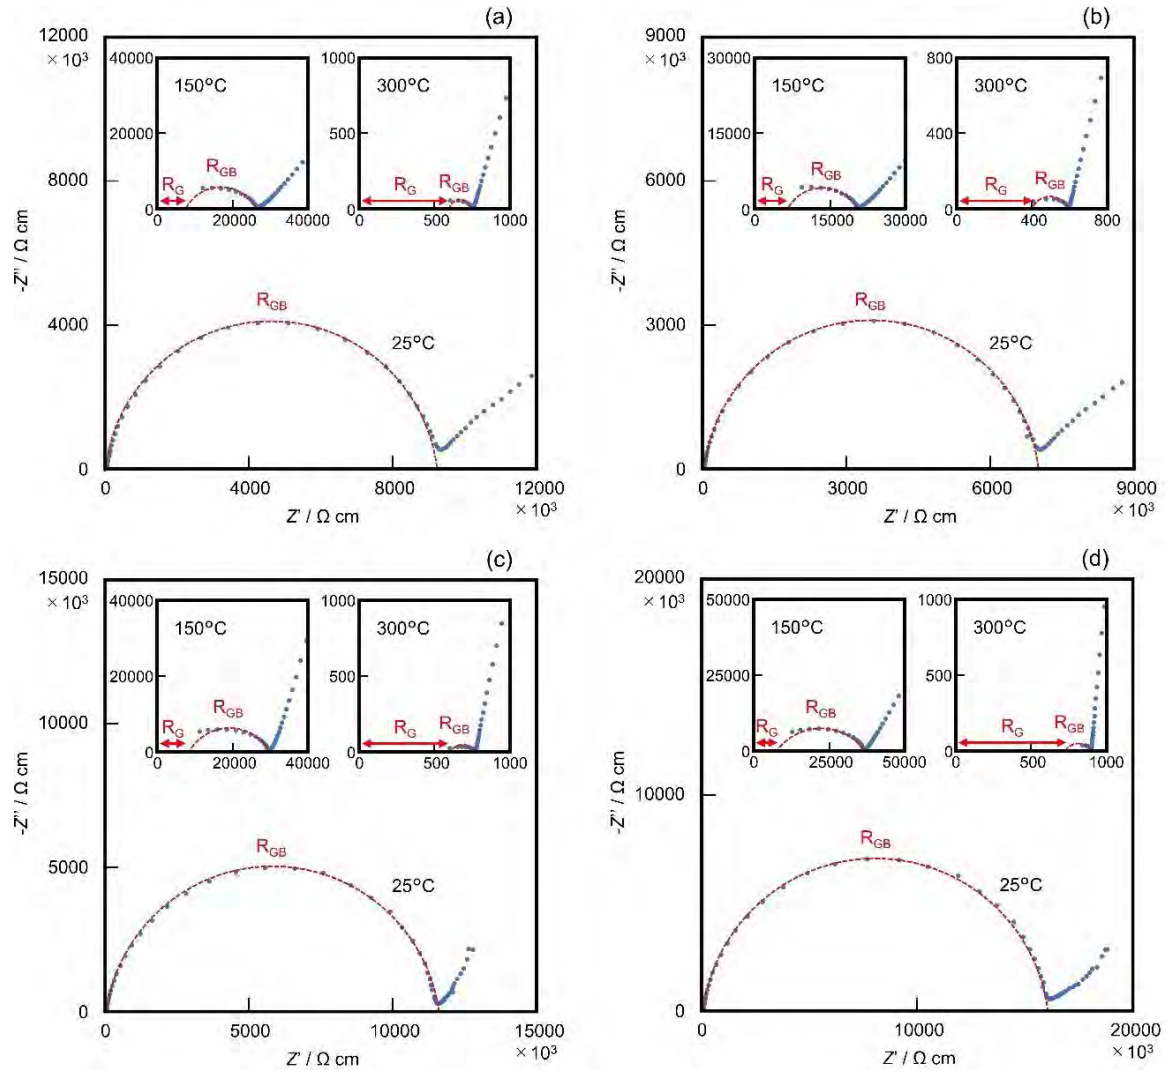 (a)
12000
× 10³
8000
4000
0
-Z'' / Ω cm
40000
20000
0
150°C
R_GB
R_G
0 20000 40000
1000
500
0
300°C
R_G
R_GB
0 500 1000
R_GB
25°C
0 4000 8000 12000
× 10³
Z' / Ω cm
(b)
9000
× 10³
6000
3000
0
-Z'' / Ω cm
30000
15000
0
150°C
R_GB
R_G
0 15000 30000
800
400
0
300°C
R_G
R_GB
0 400 800
R_GB
25°C
0 3000 6000 9000
× 10³
Z' / Ω cm
(c)
15000
× 10³
10000
5000
0
-Z'' / Ω cm
40000
20000
0
150°C
R_GB
R_G
0 20000 40000
1000
500
0
300°C
R_G
R_GB
0 500 1000
R_GB
25°C
0 5000 10000 15000
× 10³
Z' / Ω cm
(d)
20000
× 10³
10000
0
-Z'' / Ω cm
50000
25000
0
150°C
R_GB
R_G
0 25000 50000
1000
500
0
300°C
R_G
R_GB
0 500 1000
R_GB
25°C
0 10000 20000
× 10³
Z' / Ω cm